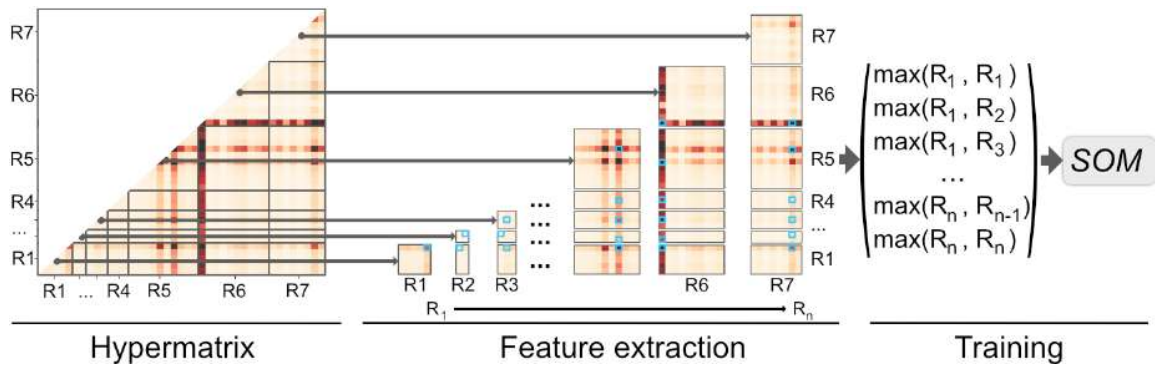 R7
R6
R5
R4
...
R1
R1 ... R4 R5 R6 R7
Hypermatrix
R1 R2 R3
... ... ...
R6 R7
R7
R6
R5
R4
...
R1
R₁ Rₙ
Feature extraction
max(R₁ , R₁)
max(R₁ , R₂)
max(R₁ , R₃)
...
max(Rₙ , Rₙ₋₁)
max(Rₙ , Rₙ)
SOM
Training